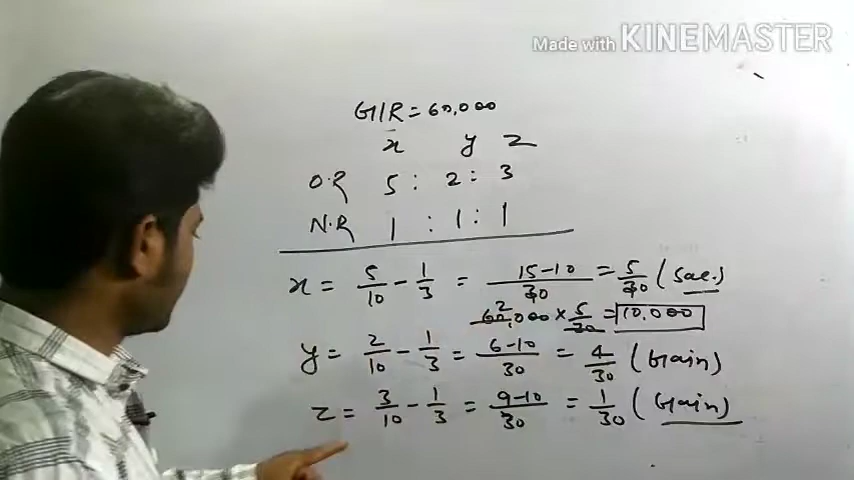 Made with KINEMASTER
G/R = 60,000
x y z
O.R 5 : 2 : 3
N.R 1 : 1 : 1
x = 5/10 - 1/3 = 15-10/30 = 5/30 (Sac.)
60,000 × 5/30 = 10,000
2
y = 2/10 - 1/3 = 6-10/30 = 4/30 (Gain)
z = 3/10 - 1/3 = 9-10/30 = 1/30 (Gain)